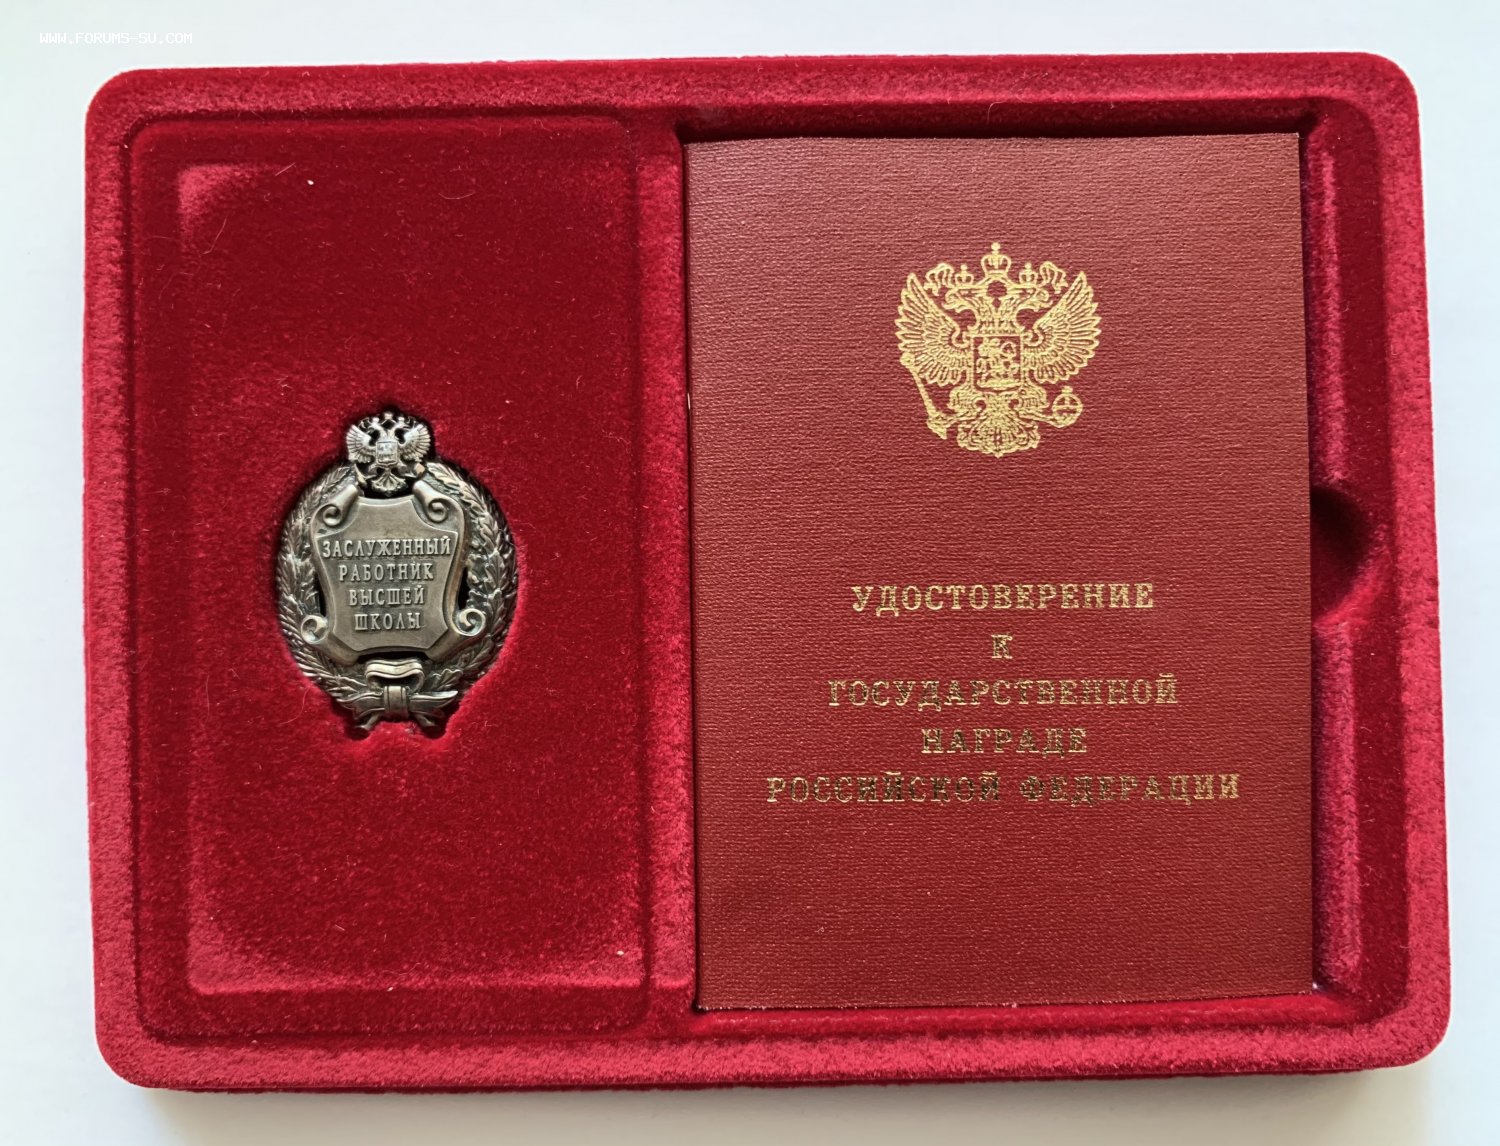 WWW.FORUMS-SU.COM
ЗАСЛУЖЕННЫЙ
РАБОТНИК
ВЫСШЕЙ
ШКОЛЫ
УДОСТОВЕРЕНИЕ
К
ГОСУДАРСТВЕННОЙ
НАГРАДЕ
РОССИЙСКОЙ ФЕДЕРАЦИИ